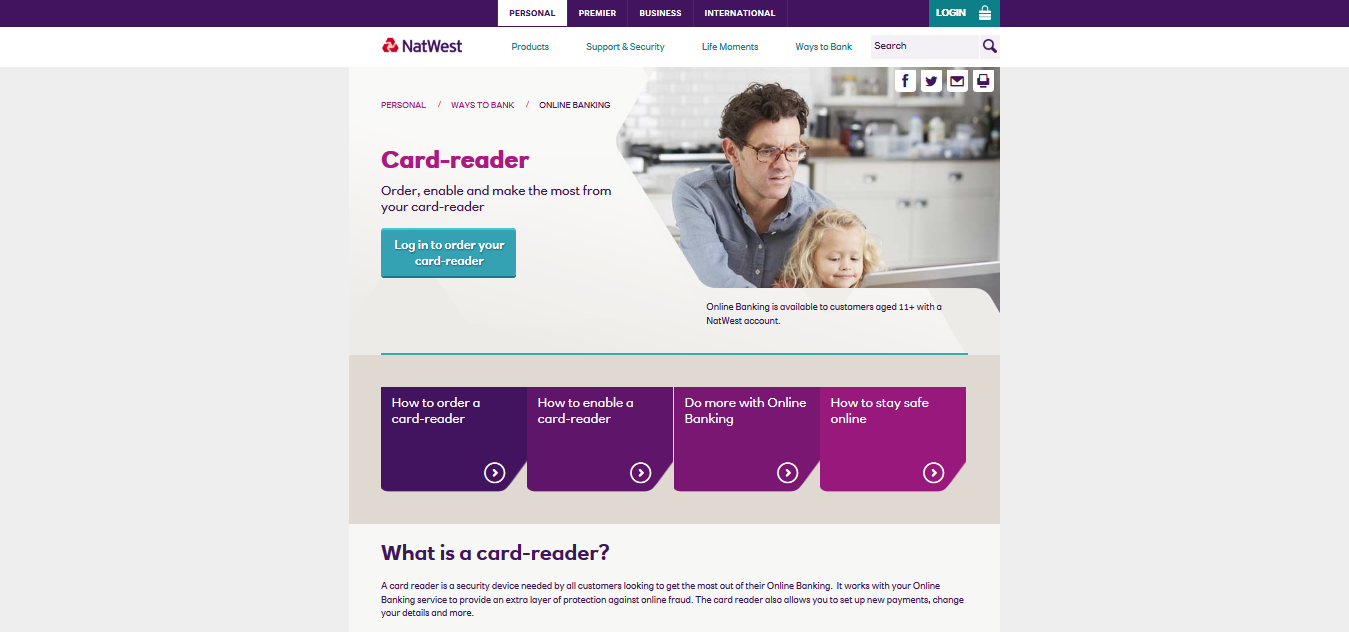 PERSONAL PREMIER BUSINESS INTERNATIONAL LOGIN
NatWest Products Support & Security Life Moments Ways to Bank Search
PERSONAL / WAYS TO BANK / ONLINE BANKING
Card-reader
Order, enable and make the most from
your card-reader
Log in to order your
card-reader
Online Banking is available to customers aged 11+ with a
NatWest account.
How to order a
card-reader
How to enable a
card-reader
Do more with Online
Banking
How to stay safe
online
What is a card-reader?
A card reader is a security device needed by all customers looking to get the most out of their Online Banking. It works with your Online
Banking service to provide an extra layer of protection against online fraud. The card reader also allows you to set up new payments, change
your details and more.